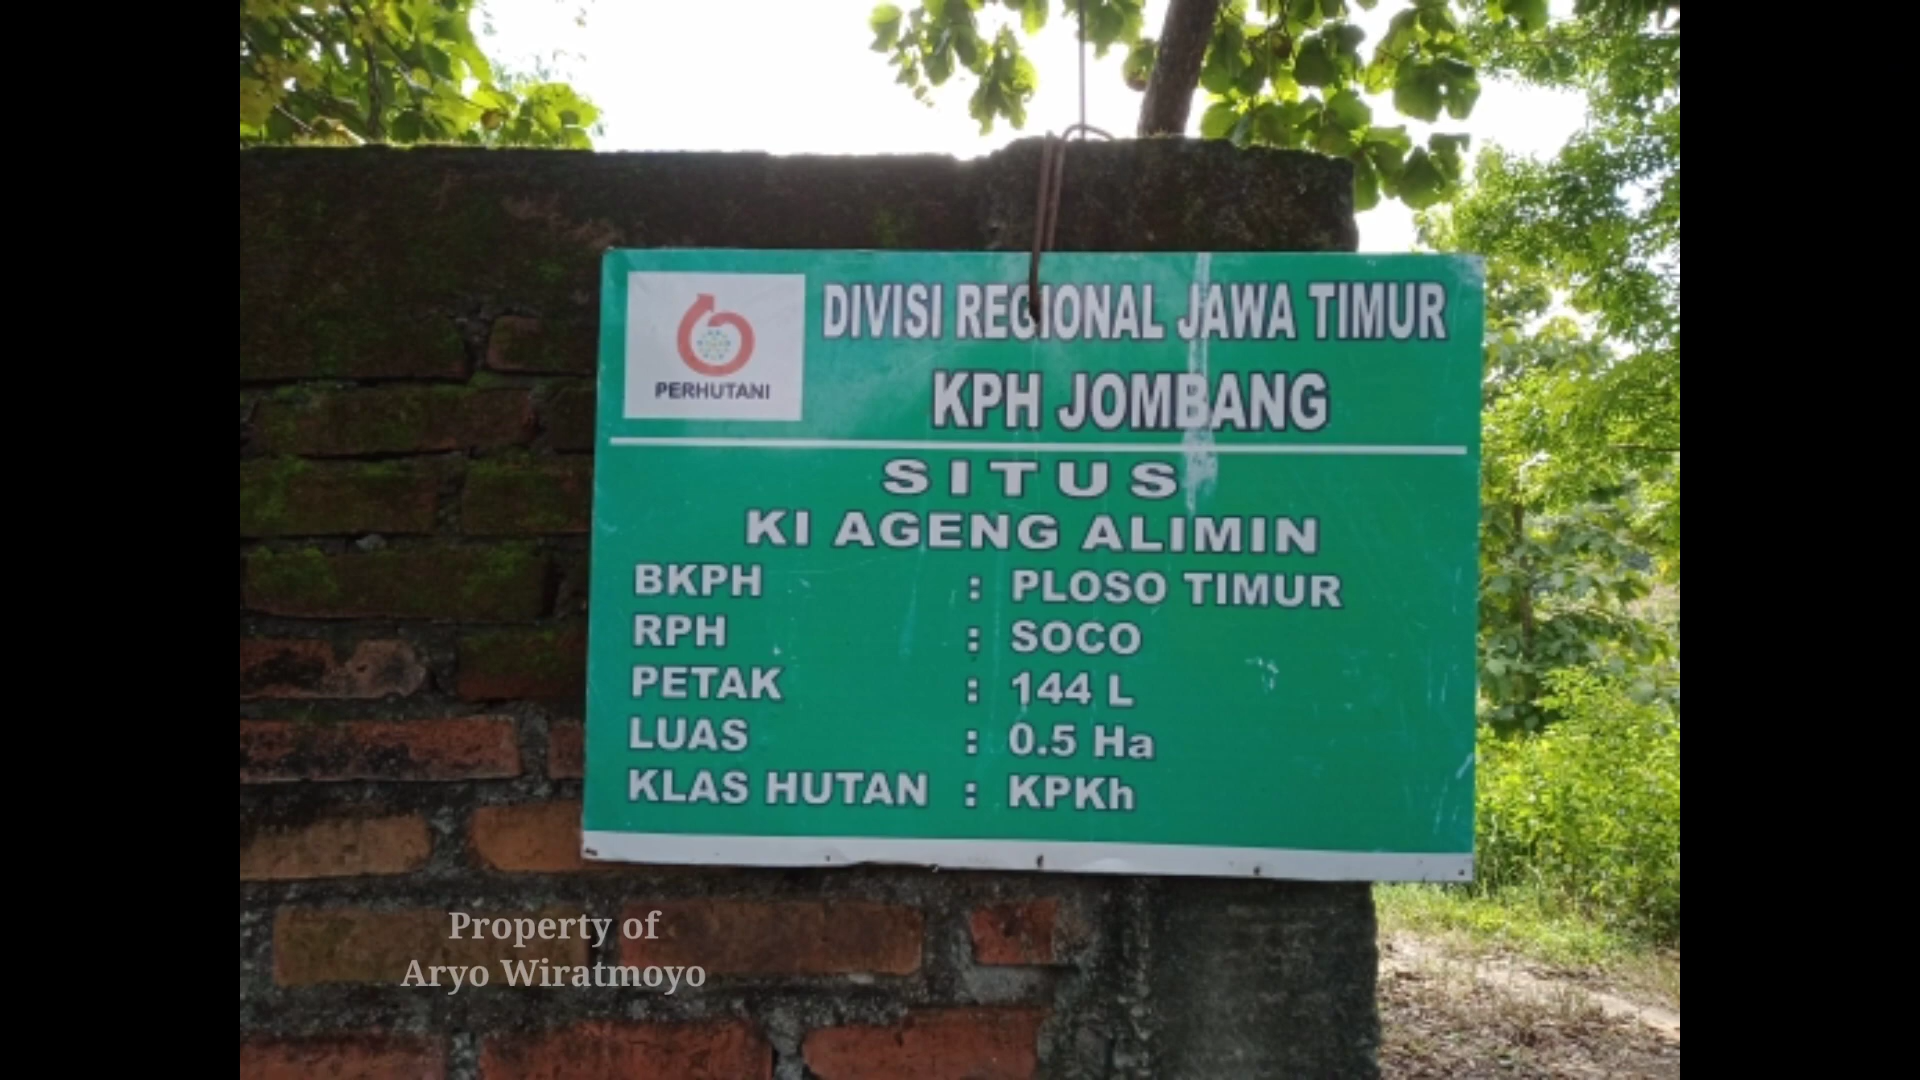 PERHUTANI
DIVISI REGIONAL JAWA TIMUR
KPH JOMBANG
SITUS
KI AGENG ALIMIN
BKPH : PLOSO TIMUR
RPH : SOCO
PETAK : 144 L
LUAS : 0.5 Ha
KLAS HUTAN : KPKh
Property of
Aryo Wiratmoyo